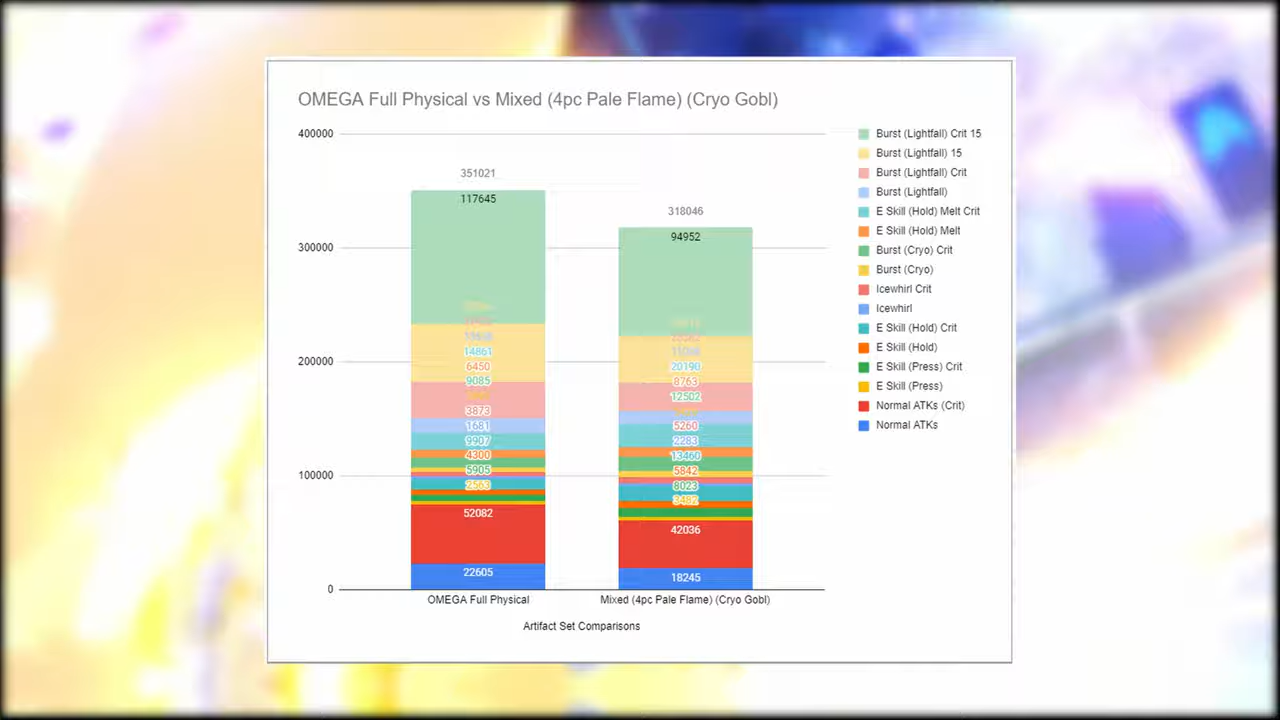 OMEGA Full Physical vs Mixed (4pc Pale Flame) (Cryo Gobl)
400000
300000
200000
100000
0
351021
117645
14861
6450
9085
3873
1681
9907
4300
5905
2563
52082
22605
318046
94952
20190
8763
12502
5260
2283
13460
5842
8023
3482
42036
18245
OMEGA Full Physical
Mixed (4pc Pale Flame) (Cryo Gobl)
Artifact Set Comparisons
Burst (Lightfall) Crit 15
Burst (Lightfall) 15
Burst (Lightfall) Crit
Burst (Lightfall)
E Skill (Hold) Melt Crit
E Skill (Hold) Melt
Burst (Cryo) Crit
Burst (Cryo)
Icewhirl Crit
Icewhirl
E Skill (Hold) Crit
E Skill (Hold)
E Skill (Press) Crit
E Skill (Press)
Normal ATKs (Crit)
Normal ATKs